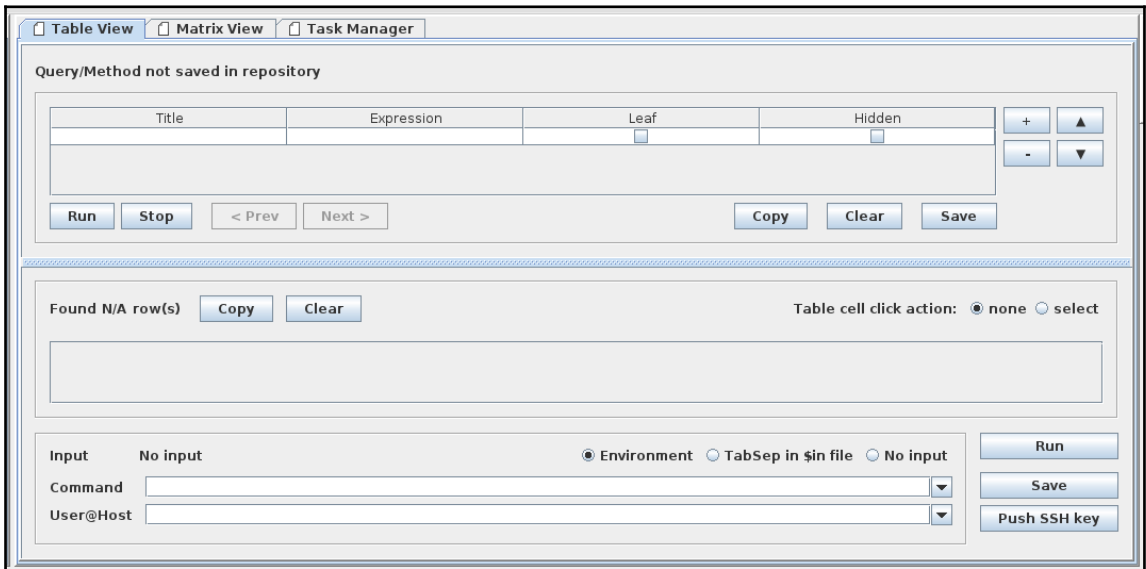 Table View Matrix View Task Manager
Query/Method not saved in repository
Title Expression Leaf Hidden
+ ▲
- ▼
Run Stop < Prev Next > Copy Clear Save
Found N/A row(s) Copy Clear Table cell click action: none select
Input No input Environment TabSep in $in file No input Run
Command Save
User@Host Push SSH key